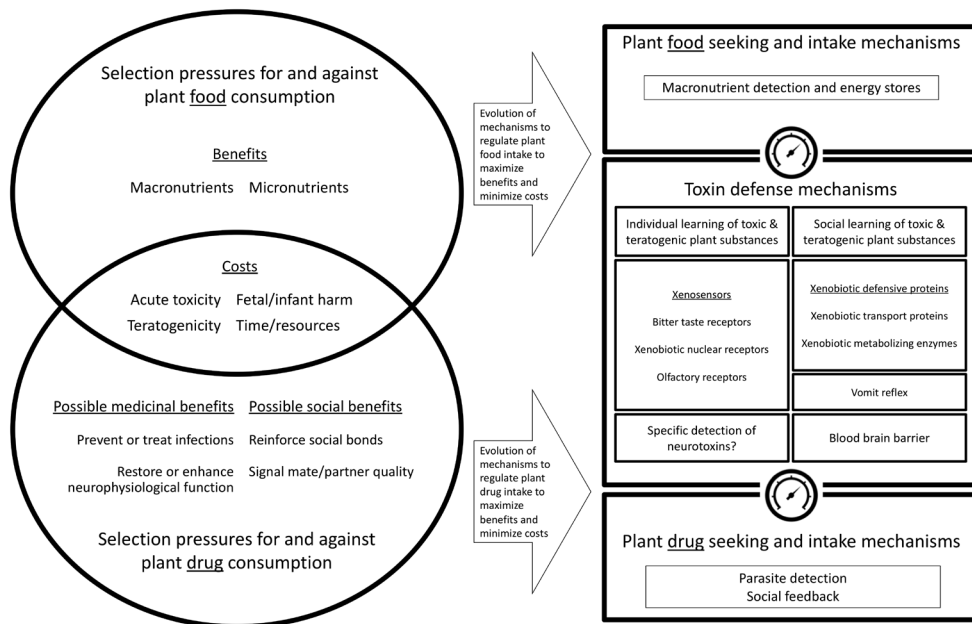 Selection pressures for and against
plant food consumption
Benefits
Macronutrients Micronutrients
Costs
Acute toxicity Fetal/infant harm
Teratogenicity Time/resources
Possible medicinal benefits Possible social benefits
Prevent or treat infections Reinforce social bonds
Restore or enhance Signal mate/partner quality
neurophysiological function
Selection pressures for and against
plant drug consumption
Evolution of
mechanisms to
regulate plant
food intake to
maximize
benefits and
minimize costs
Evolution of
mechanisms to
regulate plant
drug intake to
maximize
benefits and
minimize costs
Plant food seeking and intake mechanisms
Macronutrient detection and energy stores
Toxin defense mechanisms
Individual learning of toxic &
teratogenic plant substances
Social learning of toxic &
teratogenic plant substances
Xenosensors
Bitter taste receptors
Xenobiotic nuclear receptors
Olfactory receptors
Xenobiotic defensive proteins
Xenobiotic transport proteins
Xenobiotic metabolizing enzymes
Vomit reflex
Specific detection of
neurotoxins?
Blood brain barrier
Plant drug seeking and intake mechanisms
Parasite detection
Social feedback